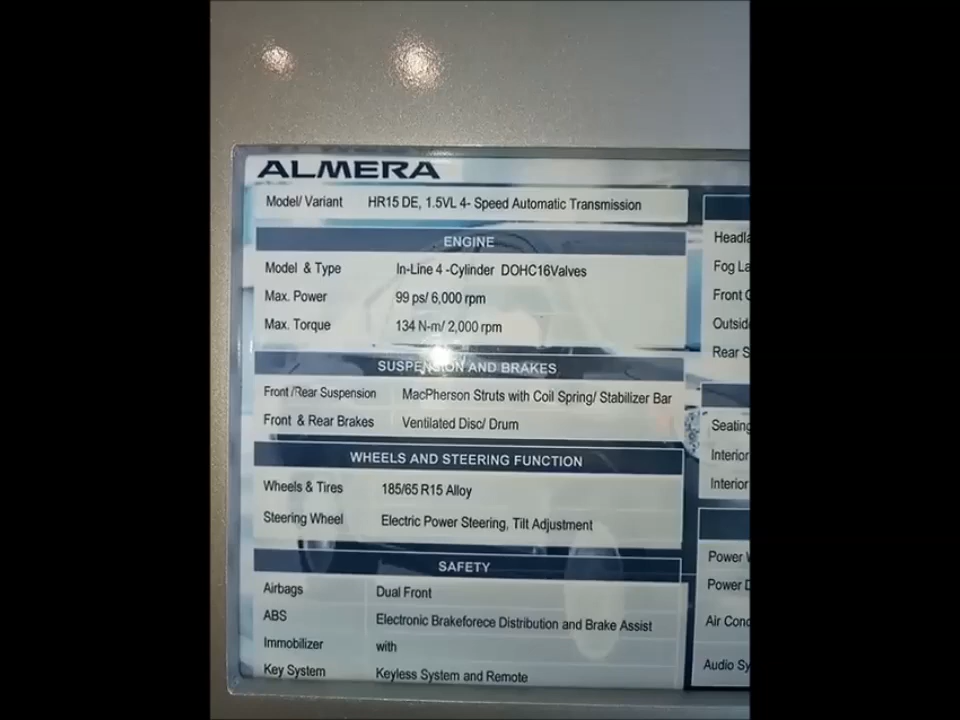 ALMERA
Model/ Variant HR15 DE, 1.5VL 4- Speed Automatic Transmission
ENGINE
Model & Type In-Line 4 -Cylinder DOHC16Valves
Max. Power 99 ps/ 6,000 rpm
Max. Torque 134 N-m/ 2,000 rpm
SUSPENSION AND BRAKES
Front /Rear Suspension MacPherson Struts with Coil Spring/ Stabilizer Bar
Front & Rear Brakes Ventilated Disc/ Drum
WHEELS AND STEERING FUNCTION
Wheels & Tires 185/65 R15 Alloy
Steering Wheel Electric Power Steering, Tilt Adjustment
SAFETY
Airbags Dual Front
ABS Electronic Brakeforece Distribution and Brake Assist
Immobilizer with
Key System Keyless System and Remote
Fog
Front
Rear
Seating
Interior
Interior
Power
Power
Air
Audio